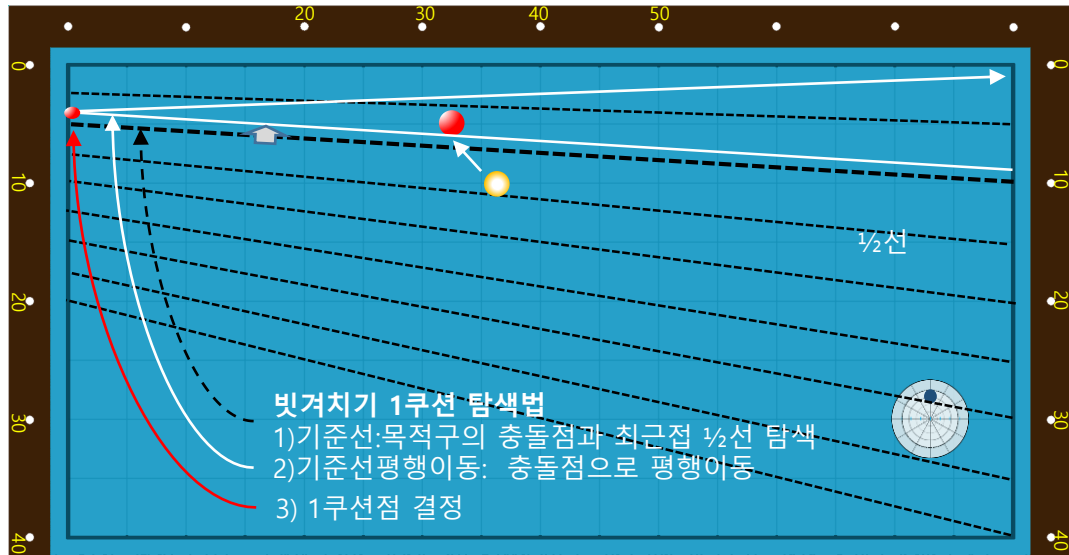 20 30 40 50
0 0
10 10
½선
20 20
빗겨치기 1쿠션 탐색법
30 30
1)기준선:목적구의 충돌점과 최근접 ½선 탐색
2)기준선평행이동: 충돌점으로 평행이동
3) 1쿠션점 결정
40 40